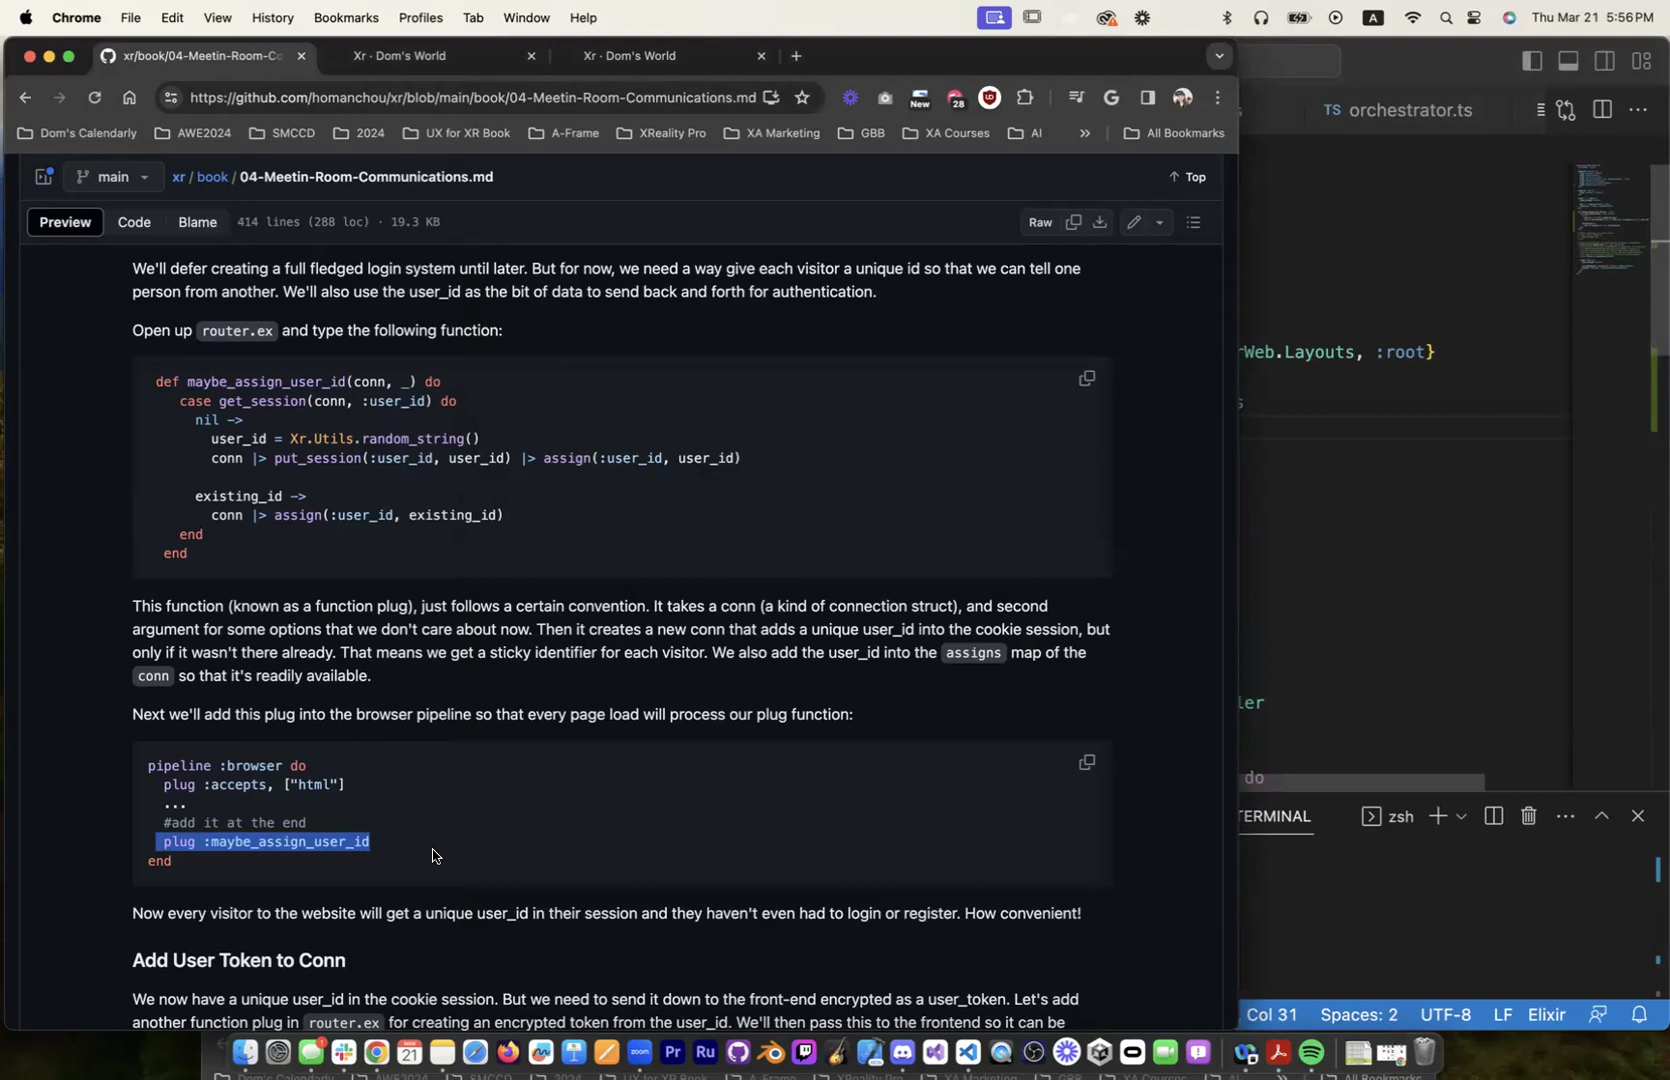 Chrome File Edit View History Bookmarks Profiles Tab Window Help
A
Thu Mar 21 5:56 PM
xr/book/04-Meetin-Room-Co
Xr · Dom's World
Xr · Dom's World
https://github.com/homanchou/xr/blob/main/book/04-Meetin-Room-Communications.md
New
28
Dom's Calendarly AWE2024 SMCCD 2024 UX for XR Book A-Frame XReality Pro XA Marketing GBB XA Courses AI » All Bookmarks
TS orchestrator.ts
main
xr / book / 04-Meetin-Room-Communications.md
Top
Preview Code Blame 414 lines (288 loc) · 19.3 KB
Raw
We'll defer creating a full fledged login system until later. But for now, we need a way give each visitor a unique id so that we can tell one
person from another. We'll also use the user_id as the bit of data to send back and forth for authentication.
Open up router.ex and type the following function:
def maybe_assign_user_id(conn, _) do
case get_session(conn, :user_id) do
nil ->
user_id = Xr.Utils.random_string()
conn |> put_session(:user_id, user_id) |> assign(:user_id, user_id)
existing_id ->
conn |> assign(:user_id, existing_id)
end
end
This function (known as a function plug), just follows a certain convention. It takes a conn (a kind of connection struct), and second
argument for some options that we don't care about now. Then it creates a new conn that adds a unique user_id into the cookie session, but
only if it wasn't there already. That means we get a sticky identifier for each visitor. We also add the user_id into the assigns map of the
conn so that it's readily available.
Next we'll add this plug into the browser pipeline so that every page load will process our plug function:
pipeline :browser do
plug :accepts, ["html"]
...
#add it at the end
plug :maybe_assign_user_id
end
Now every visitor to the website will get a unique user_id in their session and they haven't even had to login or register. How convenient!
Add User Token to Conn
We now have a unique user_id in the cookie session. But we need to send it down to the front-end encrypted as a user_token. Let's add
another function plug in router.ex for creating an encrypted token from the user_id. We'll then pass this to the frontend so it can be
rWeb.Layouts, :root}
s
ler
do
TERMINAL
zsh
Col 31 Spaces: 2 UTF-8 LF Elixir
1
21
zoom
Pr
Ru